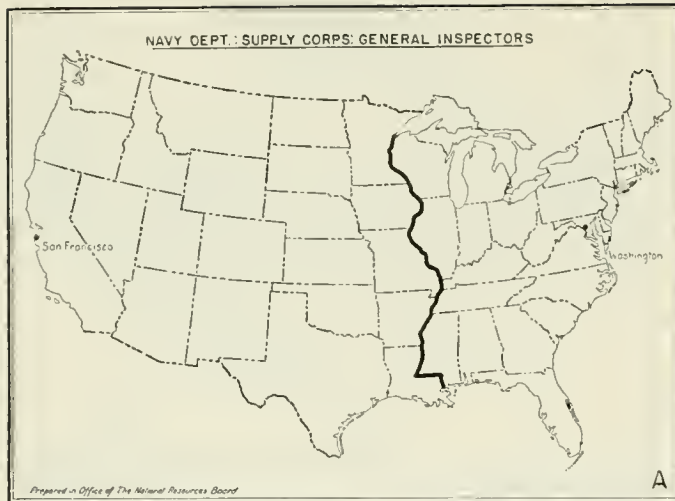 NAVY DEPT.: SUPPLY CORPS: GENERAL INSPECTORS
San Francisco
Washington
Prepared in Office of The National Resources Board
A